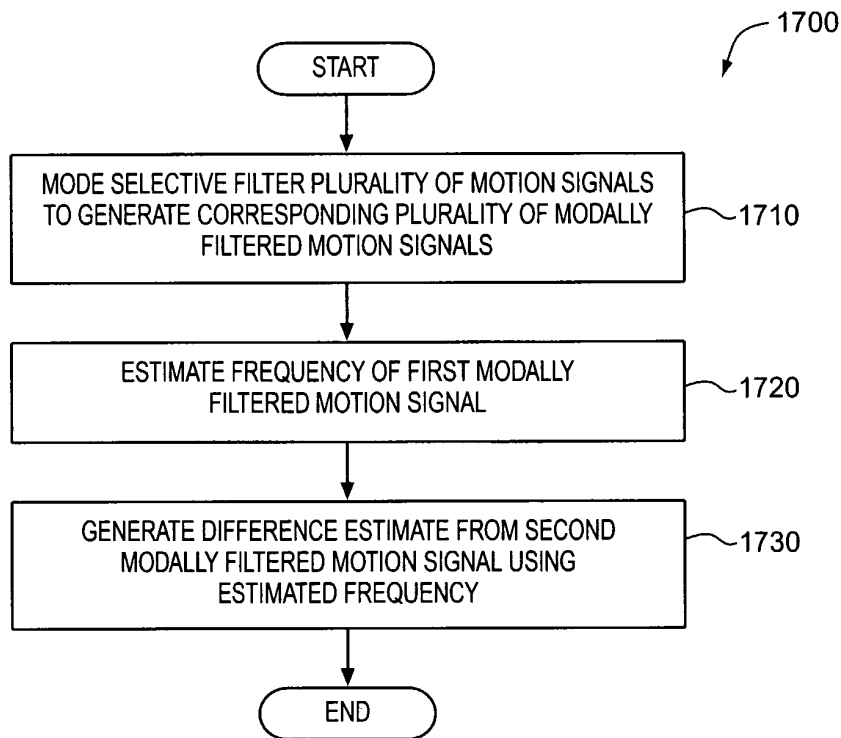 1700
START
MODE SELECTIVE FILTER PLURALITY OF MOTION SIGNALS
TO GENERATE CORRESPONDING PLURALITY OF MODALLY
FILTERED MOTION SIGNALS
1710
ESTIMATE FREQUENCY OF FIRST MODALLY
FILTERED MOTION SIGNAL
1720
GENERATE DIFFERENCE ESTIMATE FROM SECOND
MODALLY FILTERED MOTION SIGNAL USING
ESTIMATED FREQUENCY
1730
END